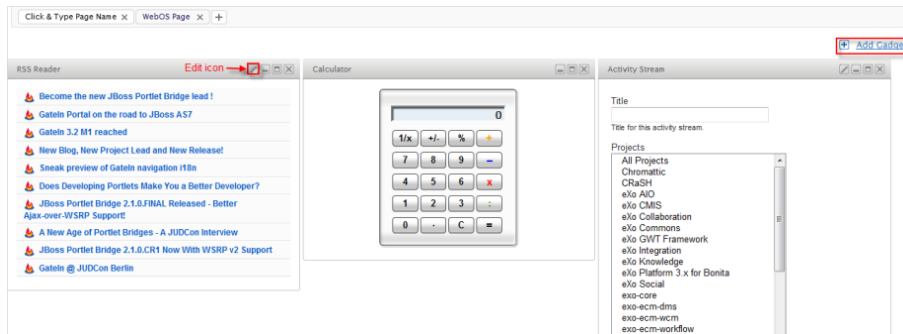 Click & Type Page Name
WebOS Page
Add Gadge
RSS Reader
Edit icon
Calculator
Activity Stream
Become the new JBoss Portlet Bridge lead !
GateIn Portal on the road to JBoss AS7
GateIn 3.2 M1 reached
New Blog, New Project Lead and New Release!
Sneak preview of GateIn navigation i18n
Does Developing Portlets Make You a Better Developer?
JBoss Portlet Bridge 2.1.0.FINAL Released - Better
Ajax-over-WSRP Support!
A New Age of Portlet Bridges - A JUDCon Interview
JBoss Portlet Bridge 2.1.0.CR1 Now With WSRP v2 Support
GateIn @ JUDCon Berlin
0
1/x +/- % +
7 8 9 -
4 5 6 x
1 2 3 :
0 . C =
Title
Title for this activity stream.
Projects
All Projects
Chromattic
CRaSH
eXo AIO
eXo CMIS
eXo Collaboration
eXo Commons
eXo GWT Framework
eXo Integration
eXo Knowledge
eXo Platform 3.x for Bonita
eXo Social
exo-core
exo-ecm-dms
exo-ecm-wcm
exo-ecm-workflow